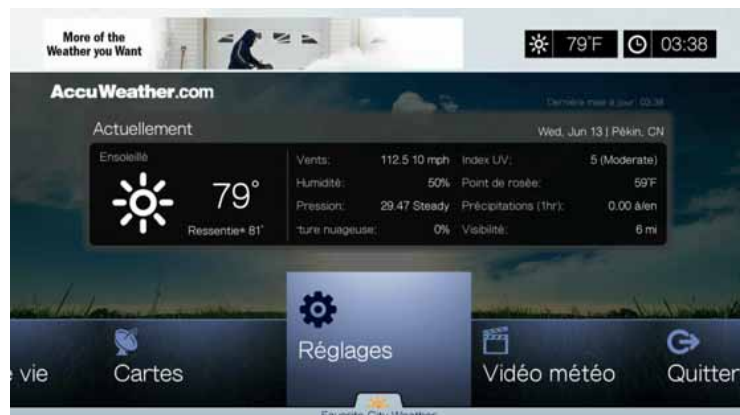 More of the
Weather you Want
79°F 03:38
AccuWeather.com
Dernière mise à jour: 03:38
Actuellement
Wed, Jun 13 | Pékin, CN
Ensoleillé
79°
Ressentie® 81°
Vents: 112.5 10 mph
Humidité: 50%
Pression: 29.47 Steady
ture nuageuse: 0%
Index UV: 5 (Moderate)
Point de rosée: 59°F
Précipitations (1hr): 0.00 à/en
Visibilité: 6 mi
vie
Cartes
Réglages
Vidéo météo
Quitter
Favorite City Weather